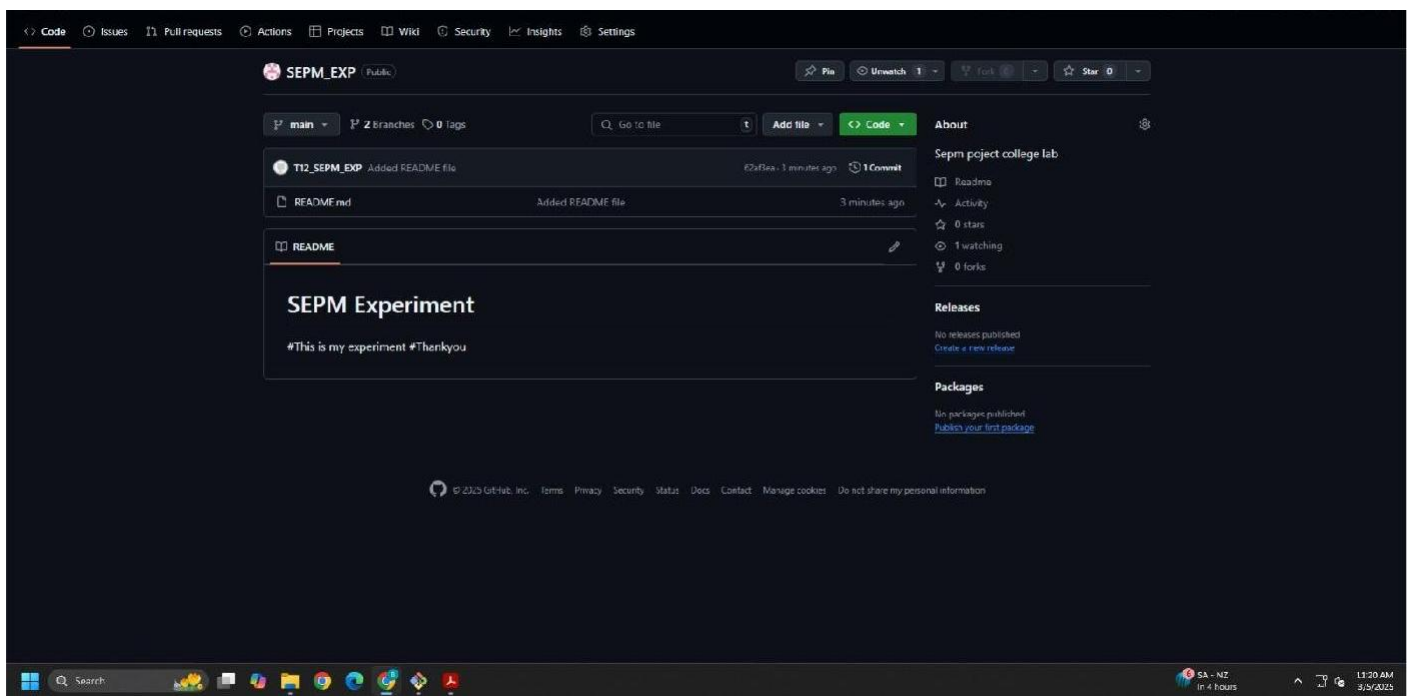 Code Issues Pull requests Actions Projects Wiki Security Insights Settings
SEPM_EXP Public
Pin Unwatch 1 Fork 0 Star 0
main 2 Branches 0 Tags Go to file t Add file Code
T12_SEPM_EXP Added README file 3 minutes ago 1 Commit
README.md Added README file 3 minutes ago
README
SEPM Experiment
#This is my experiment #Thankyou
About
Sepm poject college lab
Readme
Activity
0 stars
1 watching
0 forks
Releases
No releases published
Create a new release
Packages
No packages published
Publish your first package
© 2025 GitHub, Inc. Terms Privacy Security Status Docs Contact Manage cookies Do not share my personal information
Search
SA - NZ
In 4 hours
11:20 AM
3/5/2025